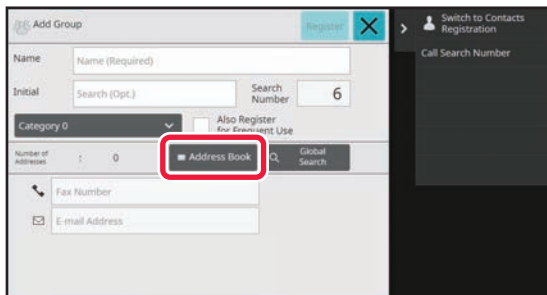 Add Group
Register
Switch to Contacts
Registration
Call Search Number
Name
Name (Required)
Initial
Search (Opt.)
Search
Number
6
Category 0
Also Register
for Frequent Use
Number of
Addresses
:
0
Address Book
Global
Search
Fax Number
E-mail Address